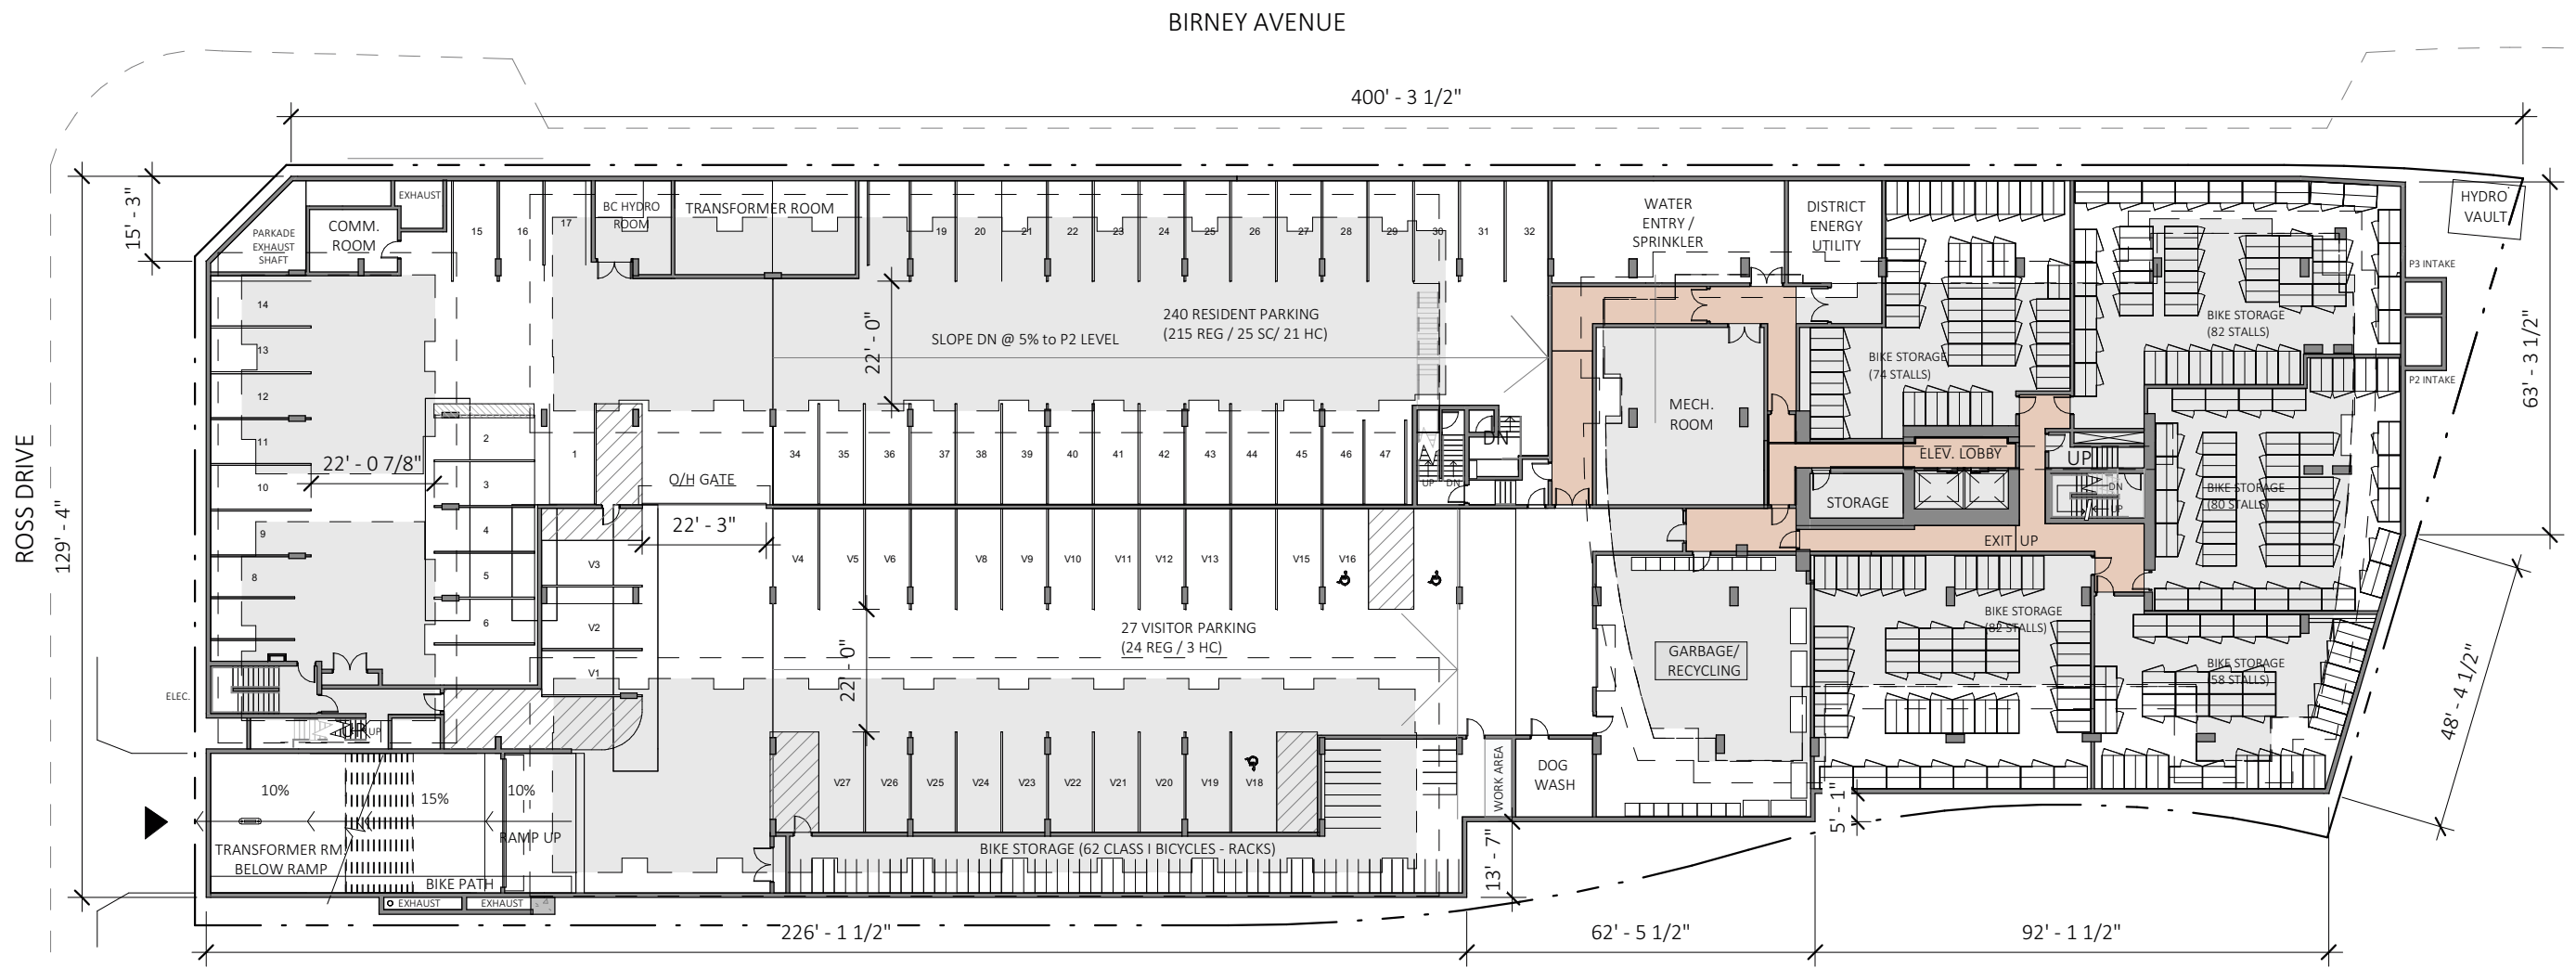 BIRNEY AVENUE
400' - 3 1/2"
ROSS DRIVE
129' - 4"
15' - 3"
PARKADE
EXHAUST
SHAFT
COMM.
ROOM
EXHAUST
15
16
17
BC HYDRO
ROOM
TRANSFORMER ROOM
19
20
21
22
23
24
25
26
27
28
29
30
31
32
WATER
ENTRY /
SPRINKLER
DISTRICT
ENERGY
UTILITY
HYDRO
VAULT
P3 INTAKE
P2 INTAKE
63' - 3 1/2"
14
13
12
11
10
9
8
22' - 0 7/8"
2
3
4
5
6
1
22' - 0"
SLOPE DN @ 5% to P2 LEVEL
240 RESIDENT PARKING
(215 REG / 25 SC/ 21 HC)
O/H GATE
34
35
36
37
38
39
40
41
42
43
44
45
46
47
UP
DN
DN
MECH.
ROOM
BIKE STORAGE
(74 STALLS)
BIKE STORAGE
(82 STALLS)
BIKE STORAGE
(80 STALLS)
ELEV. LOBBY
STORAGE
UP
DN
UP
EXIT UP
22' - 3"
V3
V2
V1
V4
V5
V6
V8
V9
V10
V11
V12
V13
V15
V16
27 VISITOR PARKING
(24 REG / 3 HC)
22' - 0"
V27
V26
V25
V24
V23
V22
V21
V20
V19
V18
GARBAGE/
RECYCLING
BIKE STORAGE
(82 STALLS)
BIKE STORAGE
(58 STALLS)
48' - 4 1/2"
WORK AREA
DOG
WASH
ELEC.
UP
10%
15%
10%
RAMP UP
TRANSFORMER RM
BELOW RAMP
BIKE PATH
EXHAUST
EXHAUST
BIKE STORAGE (62 CLASS I BICYCLES - RACKS)
13' - 7"
5' - 1"
226' - 1 1/2"
62' - 5 1/2"
92' - 1 1/2"